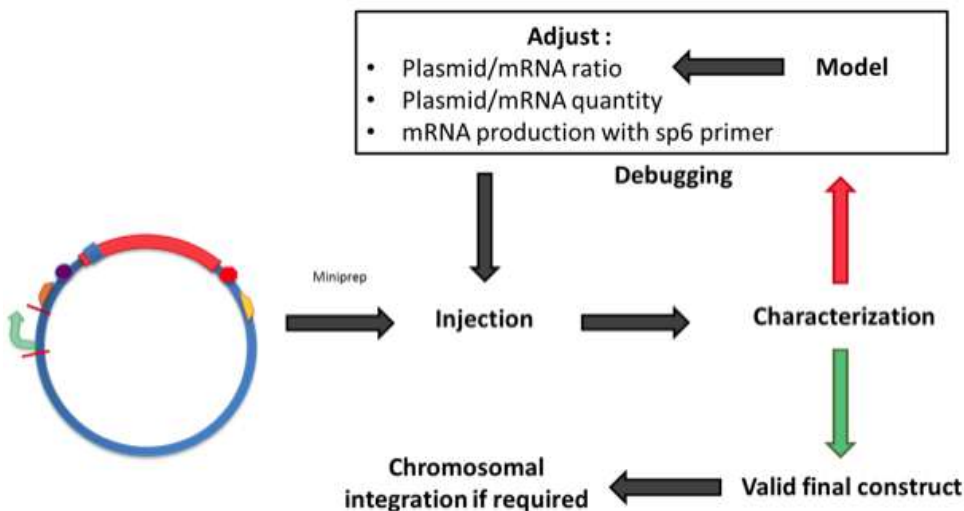 Adjust :
• Plasmid/mRNA ratio
• Plasmid/mRNA quantity
• mRNA production with sp6 primer
Model
Debugging
Miniprep
Injection
Characterization
Chromosomal
integration if required
Valid final construct